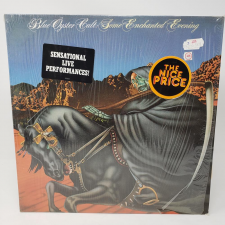 Blue Öyster Cult Some Enchanted Evening
SENSATIONAL
LIVE
PERFORMANCES!
THE
NICE
PRICE